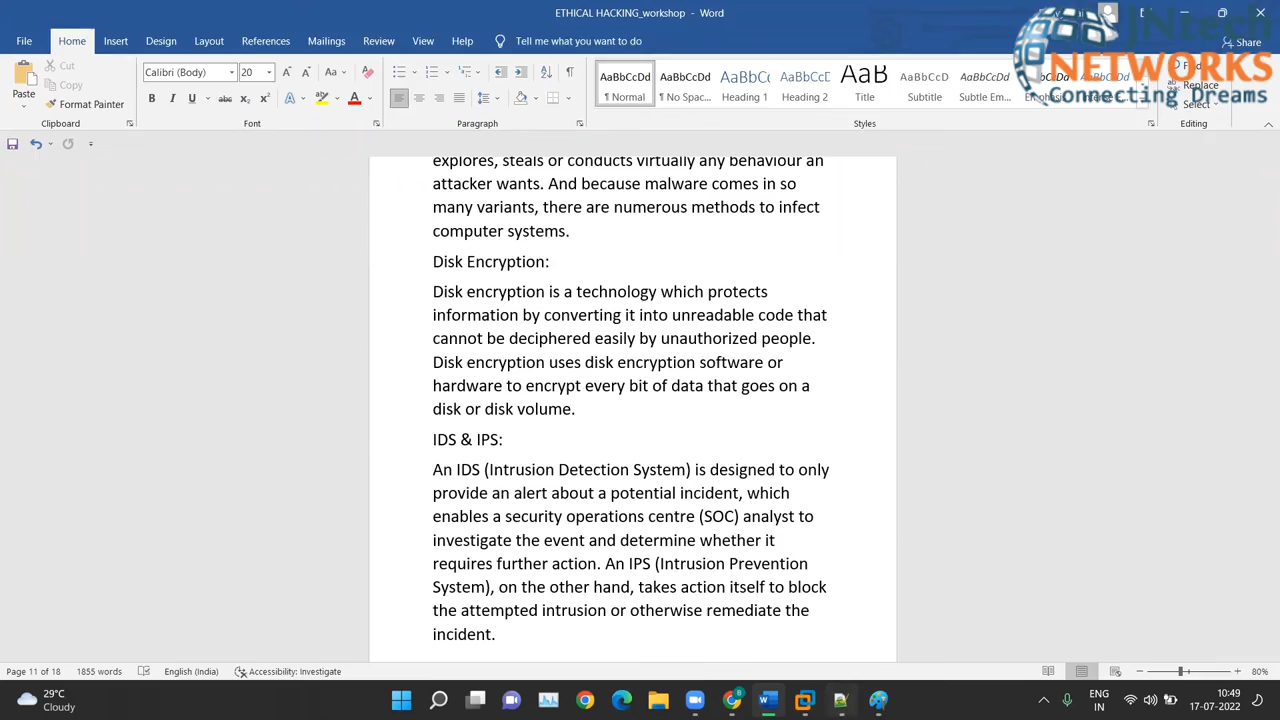 ETHICAL HACKING_workshop - Word
File Home Insert Design Layout References Mailings Review View Help Tell me what you want to do Share
Cut
Copy
Format Painter
Paste
Clipboard
Calibri (Body) 20
Font
Paragraph
AaBbCcDd AaBbCcDd AaBbCc AaBbCcD AaB AaBbCcDd AaBbCcDd
¶ Normal ¶ No Spac... Heading 1 Heading 2 Title Subtitle Subtle Em...
Styles
Replace
Select
Editing
NETWORKS
Connecting Dreams
explores, steals or conducts virtually any behaviour an
attacker wants. And because malware comes in so
many variants, there are numerous methods to infect
computer systems.
Disk Encryption:
Disk encryption is a technology which protects
information by converting it into unreadable code that
cannot be deciphered easily by unauthorized people.
Disk encryption uses disk encryption software or
hardware to encrypt every bit of data that goes on a
disk or disk volume.
IDS & IPS:
An IDS (Intrusion Detection System) is designed to only
provide an alert about a potential incident, which
enables a security operations centre (SOC) analyst to
investigate the event and determine whether it
requires further action. An IPS (Intrusion Prevention
System), on the other hand, takes action itself to block
the attempted intrusion or otherwise remediate the
incident.
Page 11 of 18 1855 words English (India) Accessibility: Investigate 80%
29°C
Cloudy
ENG
IN
10:49
17-07-2022